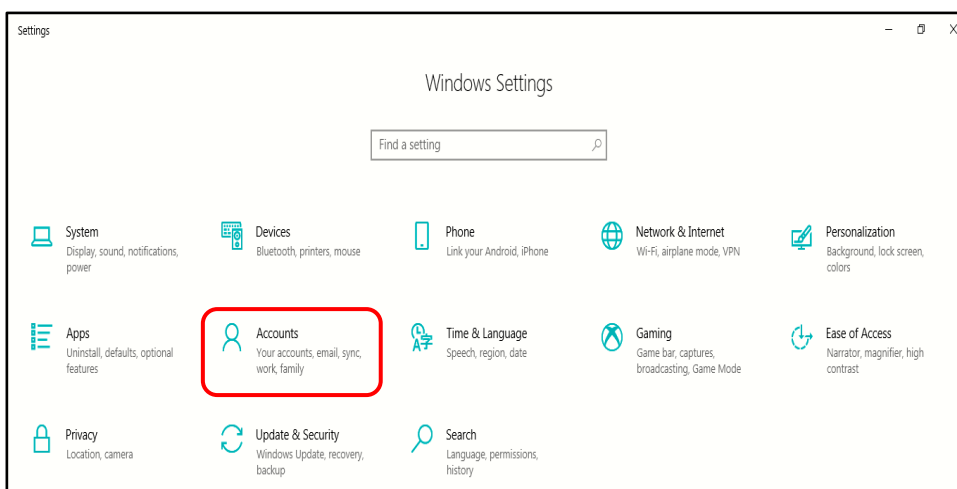 Settings
Windows Settings
Find a setting
System
Display, sound, notifications,
power
Devices
Bluetooth, printers, mouse
Phone
Link your Android, iPhone
Network & Internet
Wi-Fi, airplane mode, VPN
Personalization
Background, lock screen,
colors
Apps
Uninstall, defaults, optional
features
Accounts
Your accounts, email, sync,
work, family
Time & Language
Speech, region, date
Gaming
Game bar, captures,
broadcasting, Game Mode
Ease of Access
Narrator, magnifier, high
contrast
Privacy
Location, camera
Update & Security
Windows Update, recovery,
backup
Search
Language, permissions,
history